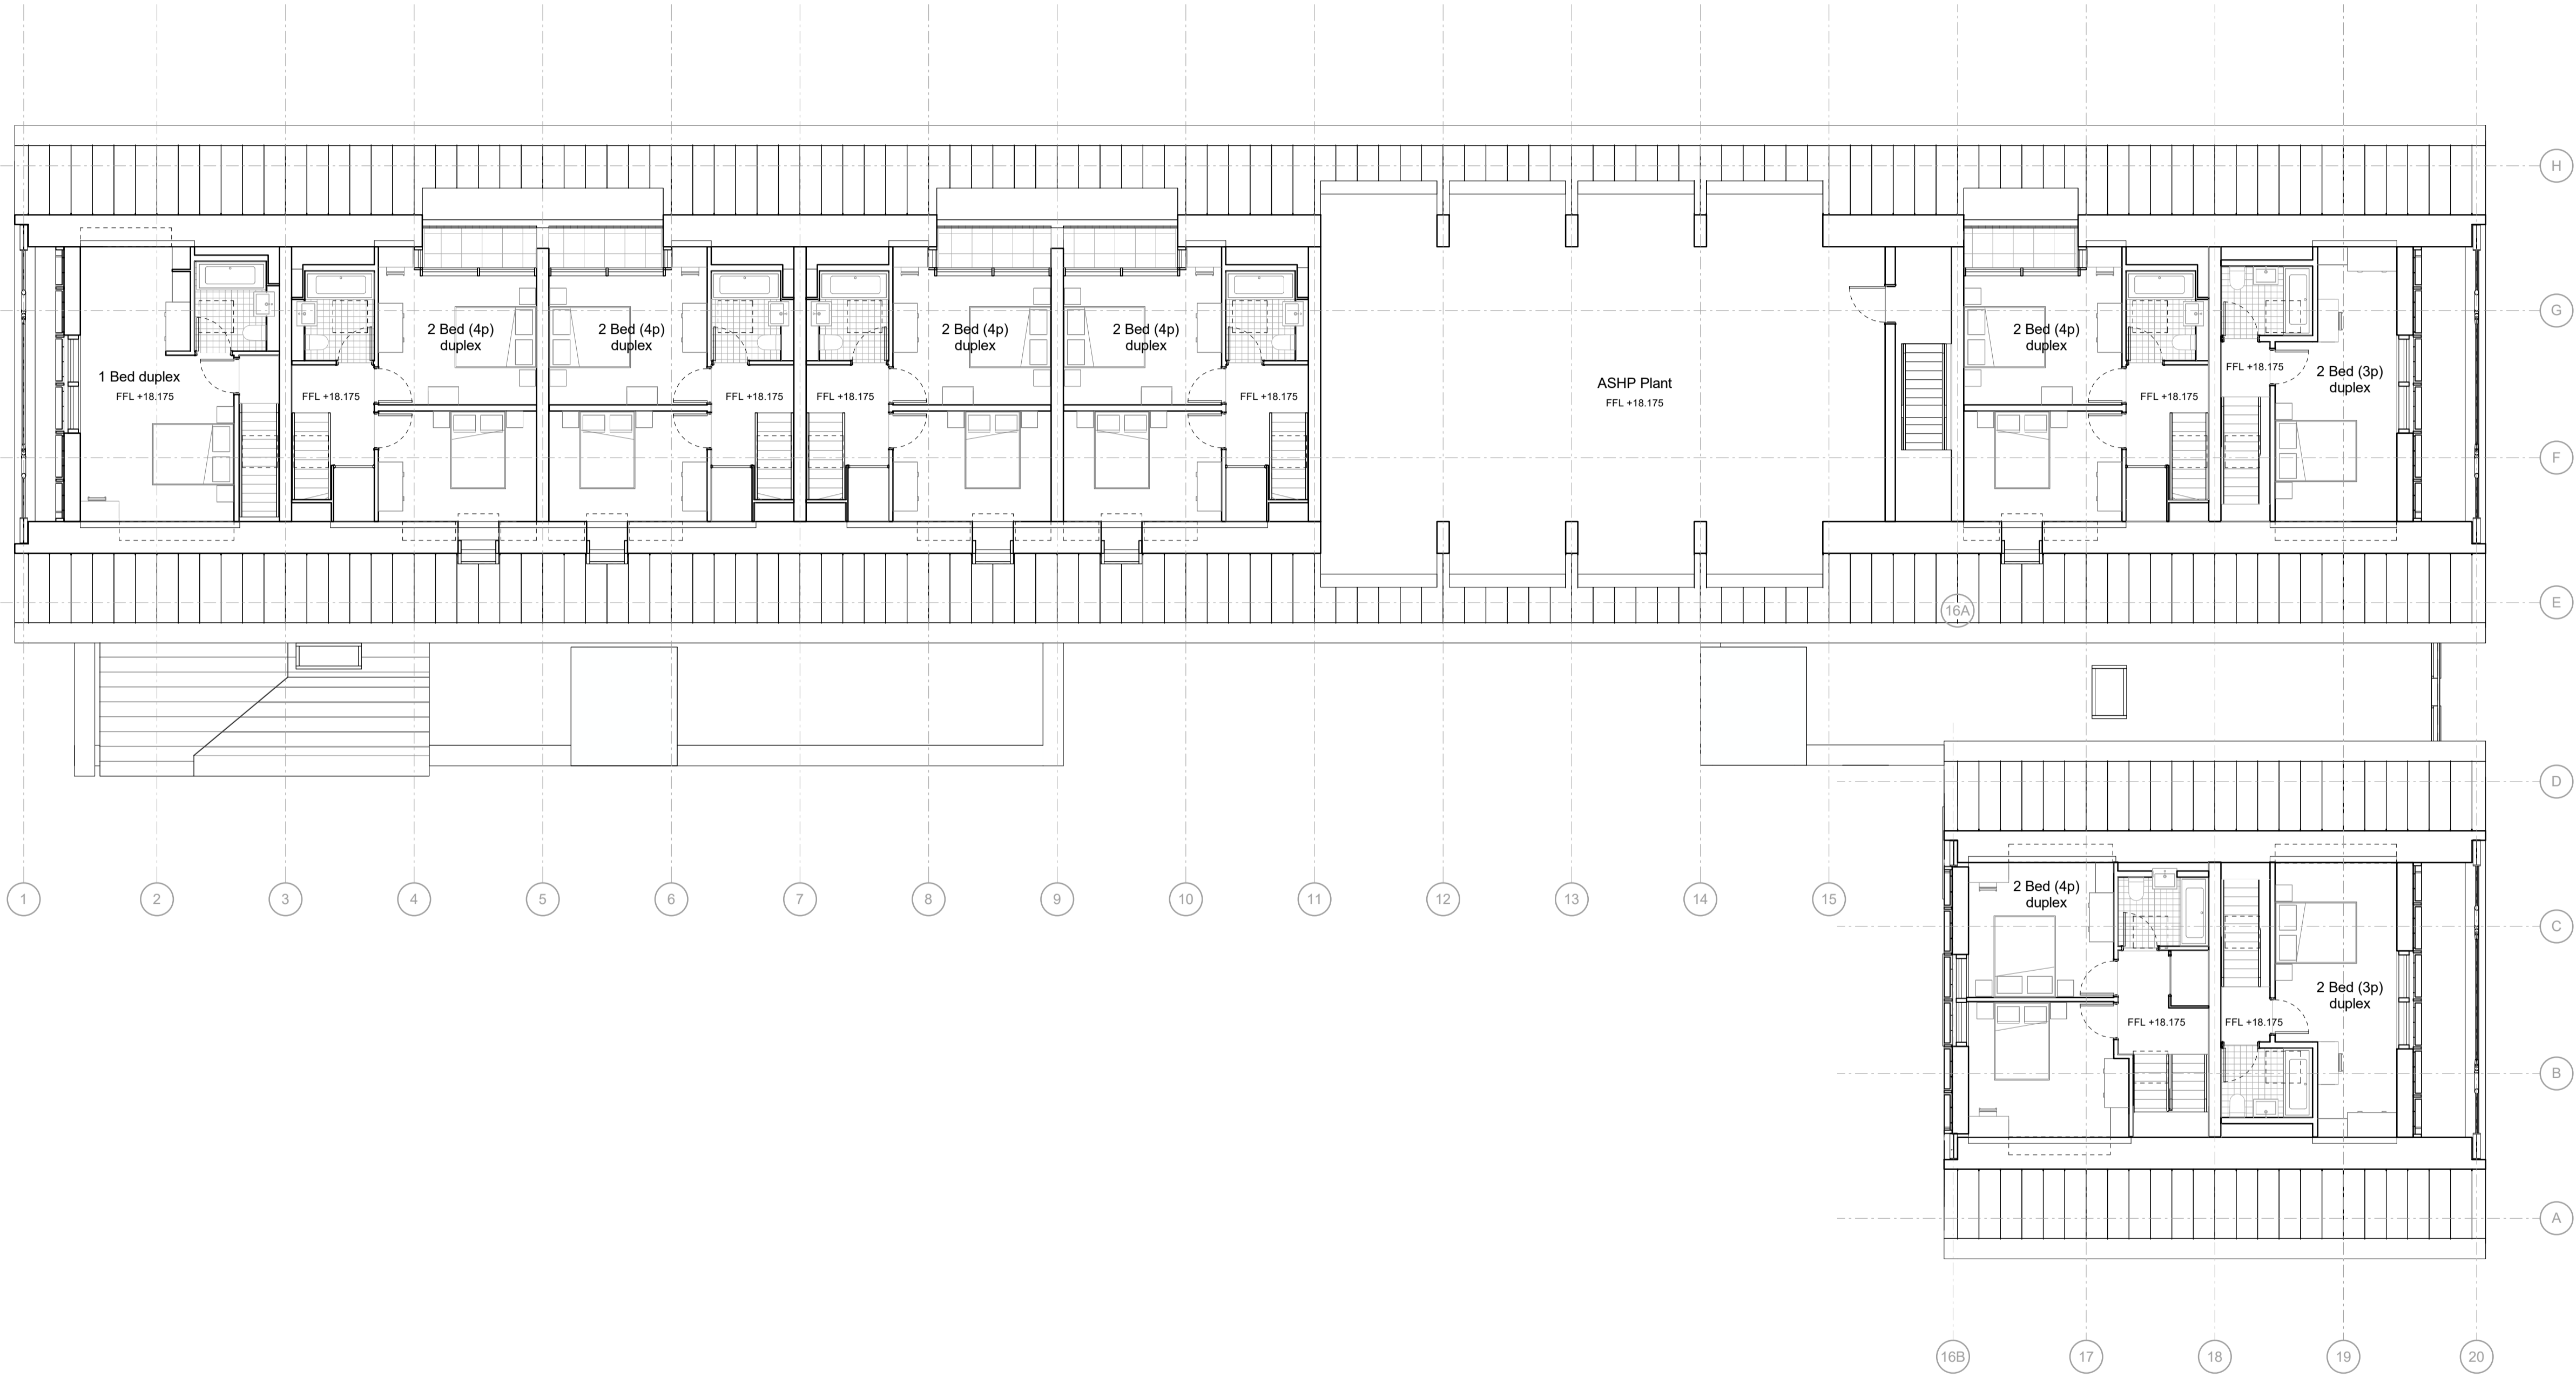 H
G
2 Bed (4p)
duplex
2 Bed (4p)
duplex
2 Bed (4p)
duplex
2 Bed (4p)
duplex
2 Bed (4p)
duplex
1 Bed duplex
FFL +18.175
FFL +18.175
FFL +18.175
FFL +18.175
FFL +18.175
ASHP Plant
FFL +18.175
FFL +18.175
FFL +18.175
2 Bed (3p)
duplex
F
E
16A
D
2 Bed (4p)
duplex
1
2
3
4
5
6
7
8
9
10
11
12
13
14
15
C
2 Bed (3p)
duplex
FFL +18.175
FFL +18.175
B
A
16B
17
18
19
20